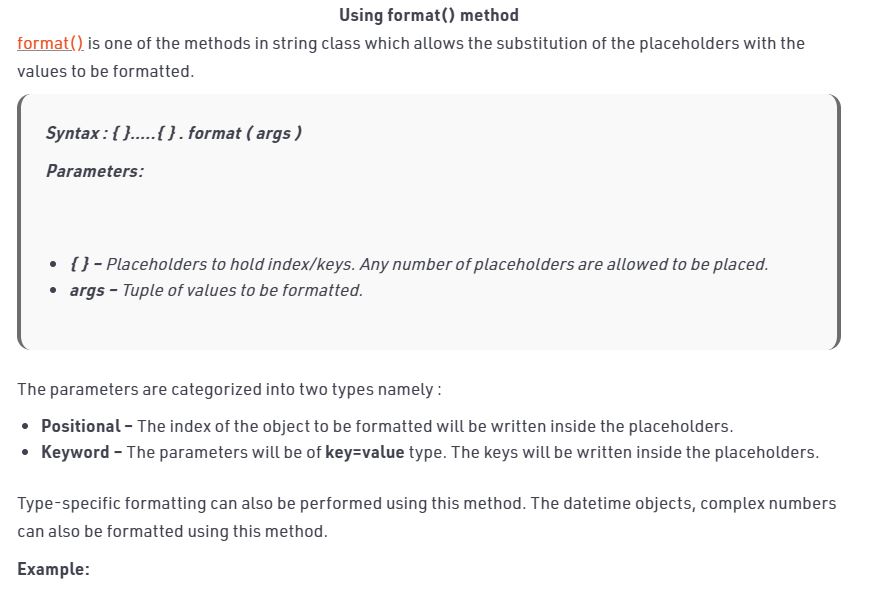 Using format() method
format() is one of the methods in string class which allows the substitution of the placeholders with the
values to be formatted.
Syntax : { }.....{ } . format ( args )
Parameters:
• { } – Placeholders to hold index/keys. Any number of placeholders are allowed to be placed.
• args – Tuple of values to be formatted.
The parameters are categorized into two types namely :
• Positional – The index of the object to be formatted will be written inside the placeholders.
• Keyword – The parameters will be of key=value type. The keys will be written inside the placeholders.
Type-specific formatting can also be performed using this method. The datetime objects, complex numbers
can also be formatted using this method.
Example: